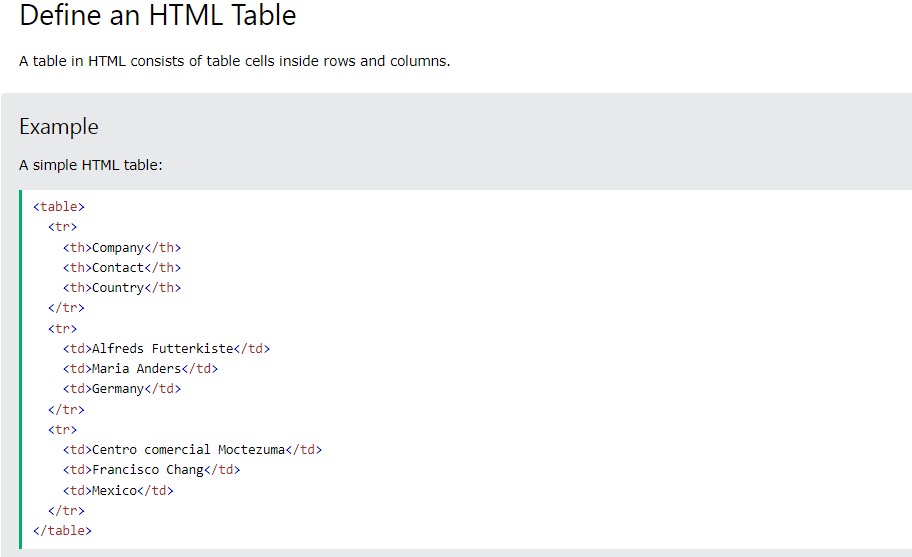 Define an HTML Table
A table in HTML consists of table cells inside rows and columns.
Example
A simple HTML table:
<table>
  <tr>
    <th>Company</th>
    <th>Contact</th>
    <th>Country</th>
  </tr>
  <tr>
    <td>Alfreds Futterkiste</td>
    <td>Maria Anders</td>
    <td>Germany</td>
  </tr>
  <tr>
    <td>Centro comercial Moctezuma</td>
    <td>Francisco Chang</td>
    <td>Mexico</td>
  </tr>
</table>